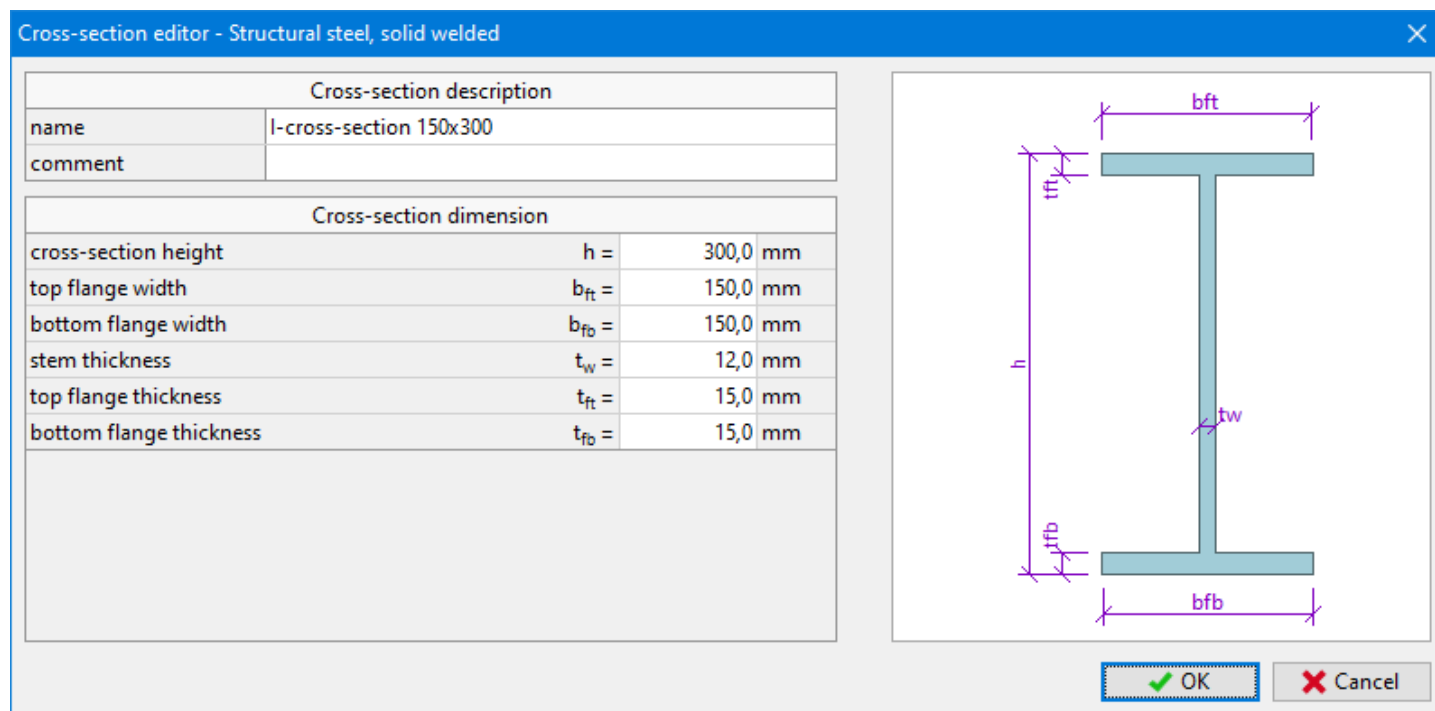 Cross-section editor - Structural steel, solid welded
Cross-section description
name I-cross-section 150x300
comment
Cross-section dimension
cross-section height h = 300,0 mm
top flange width bft = 150,0 mm
bottom flange width bfb = 150,0 mm
stem thickness tw = 12,0 mm
top flange thickness tft = 15,0 mm
bottom flange thickness tfb = 15,0 mm
bft
tft
h
tw
tfb
bfb
OK Cancel